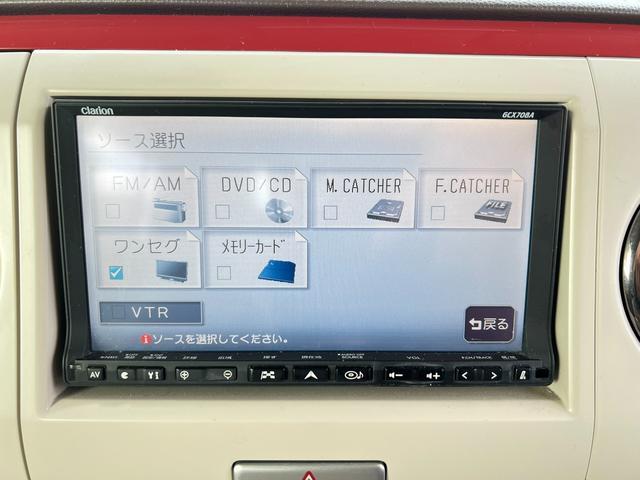 Clarion
GCX708A
ソース選択
FM/AM
DVD/CD
M.CATCHER
F.CATCHER
FILE
ワンセグ
メモリーカード
VTR
戻る
ソースを選択してください。
VOL
AV